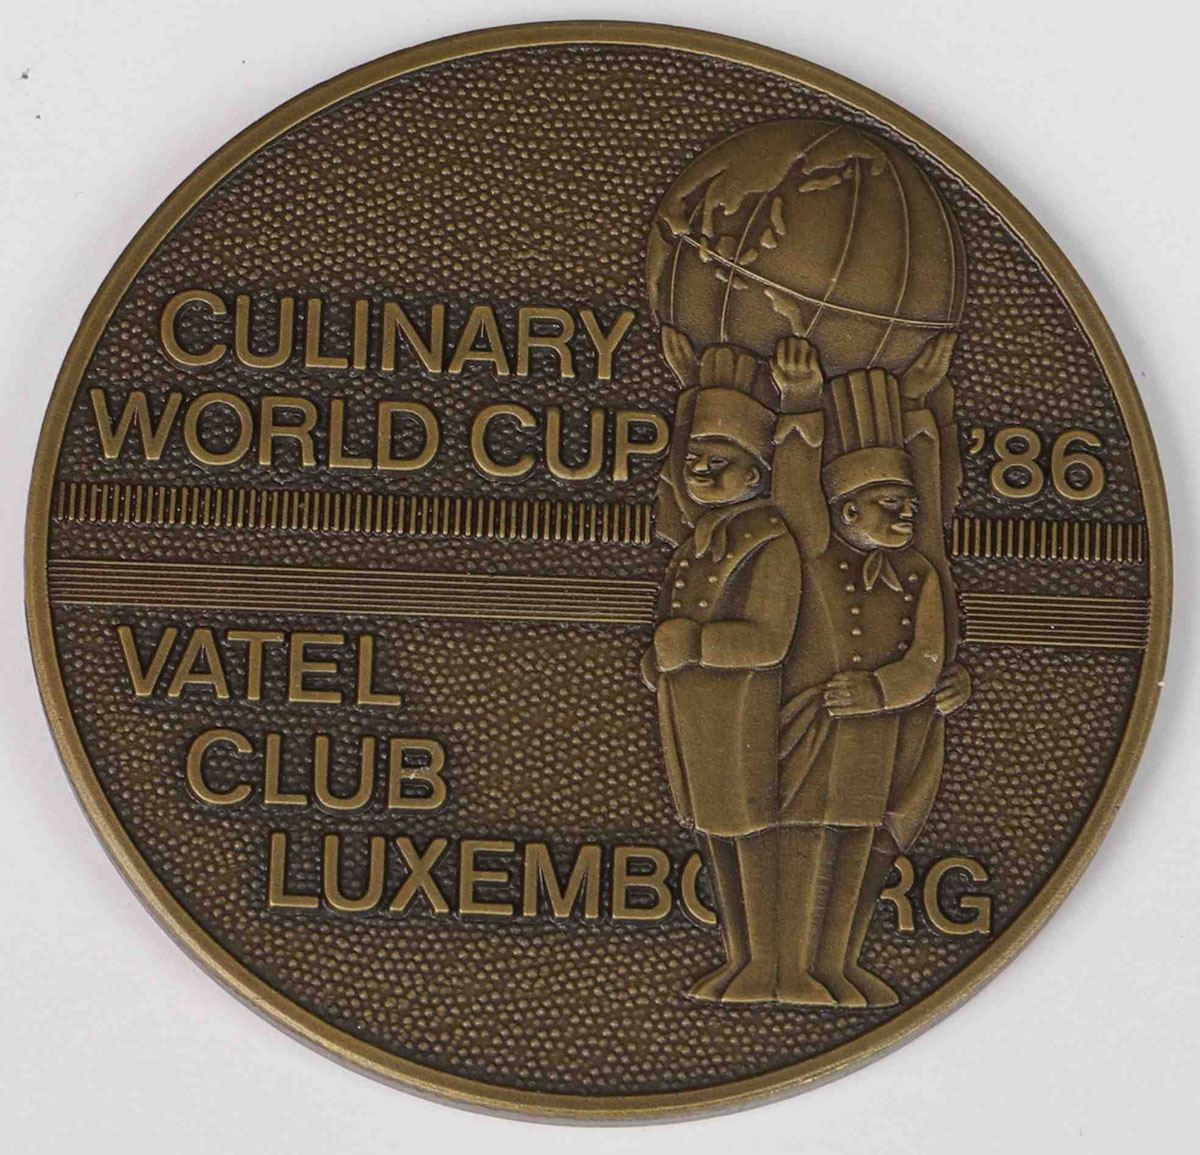 CULINARY
WORLD CUP '86
VATEL
CLUB
LUXEMBOURG